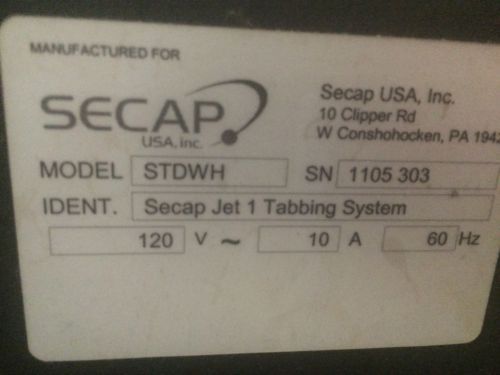 MANUFACTURED FOR
SECAP
USA, inc.
Secap USA, Inc.
10 Clipper Rd
W Conshohocken, PA
MODEL STDWH SN 1105 303
IDENT. Secap Jet 1 Tabbing System
120 V ~ 10 A 60 Hz